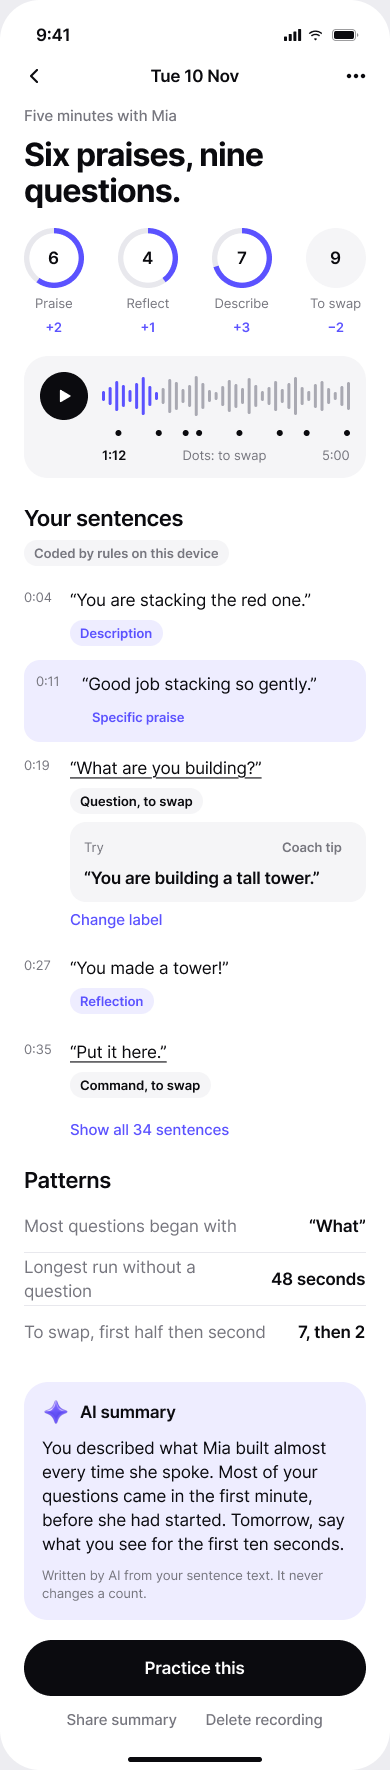 9:41
Tue 10 Nov
Five minutes with Mia
Six praises, nine
questions.
6
4
7
9
Praise
Reflect
Describe
To swap
+2
+1
+3
−2
1:12
Dots: to swap
5:00
Your sentences
Coded by rules on this device
0:04
“You are stacking the red one.”
Description
0:11
“Good job stacking so gently.”
Specific praise
0:19
“What are you building?”
Question, to swap
Try
Coach tip
“You are building a tall tower.”
Change label
0:27
“You made a tower!”
Reflection
0:35
“Put it here.”
Command, to swap
Show all 34 sentences
Patterns
Most questions began with
“What”
Longest run without a
question
48 seconds
To swap, first half then second
7, then 2
AI summary
You described what Mia built almost
every time she spoke. Most of your
questions came in the first minute,
before she had started. Tomorrow, say
what you see for the first ten seconds.
Written by AI from your sentence text. It never
changes a count.
Practice this
Share summary
Delete recording